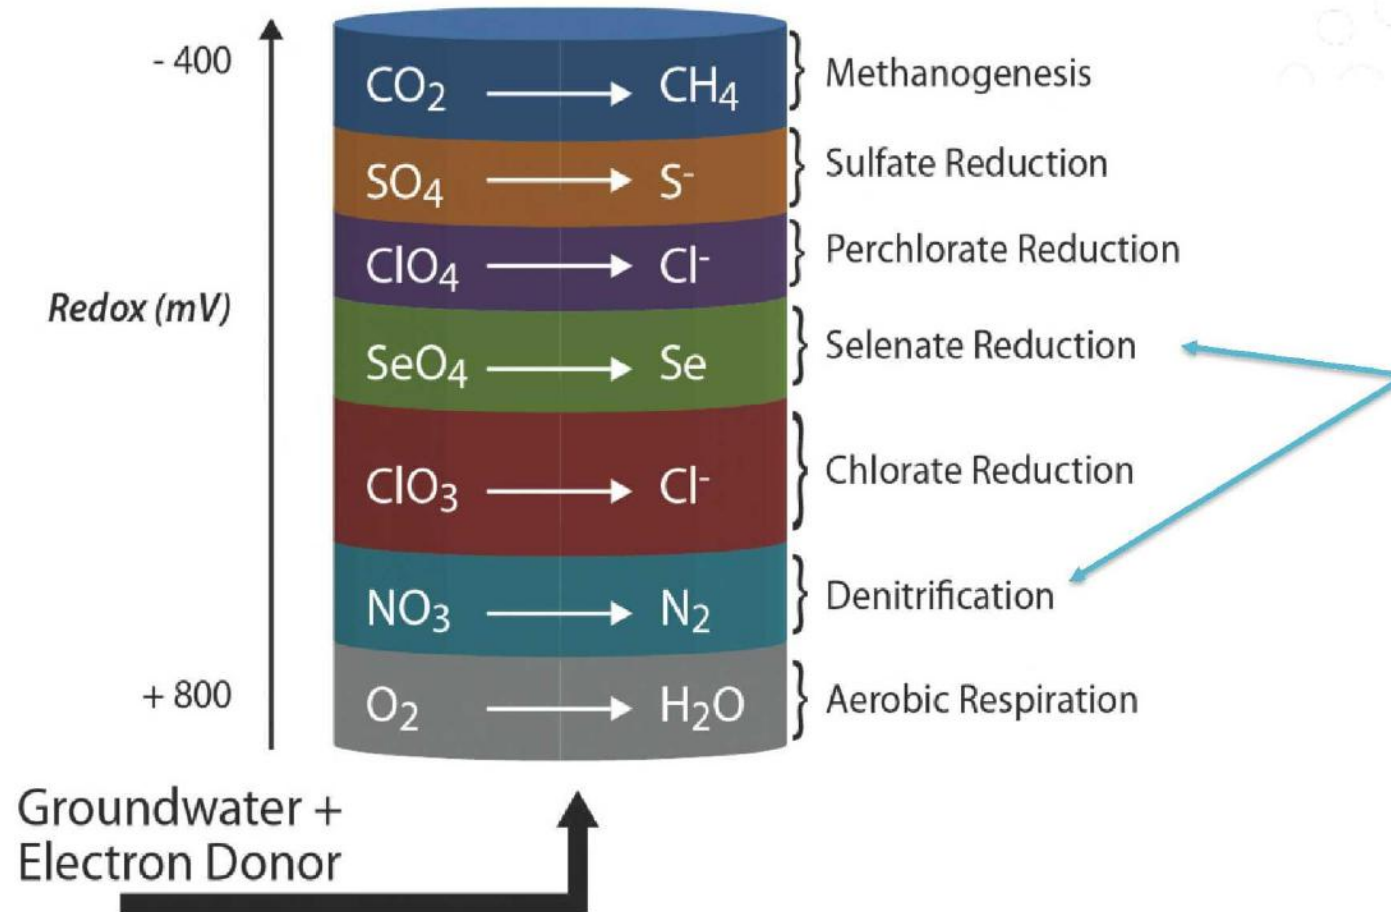 - 400
CO₂ CH₄
Methanogenesis
SO₄ S⁻
Sulfate Reduction
ClO₄ Cl⁻
Perchlorate Reduction
Redox (mV)
SeO₄ Se
Selenate Reduction
ClO₃ Cl⁻
Chlorate Reduction
NO₃ N₂
Denitrification
+ 800
O₂ H₂O
Aerobic Respiration
Groundwater +
Electron Donor